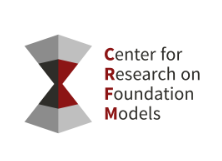 Center for
Research on
Foundation
Models